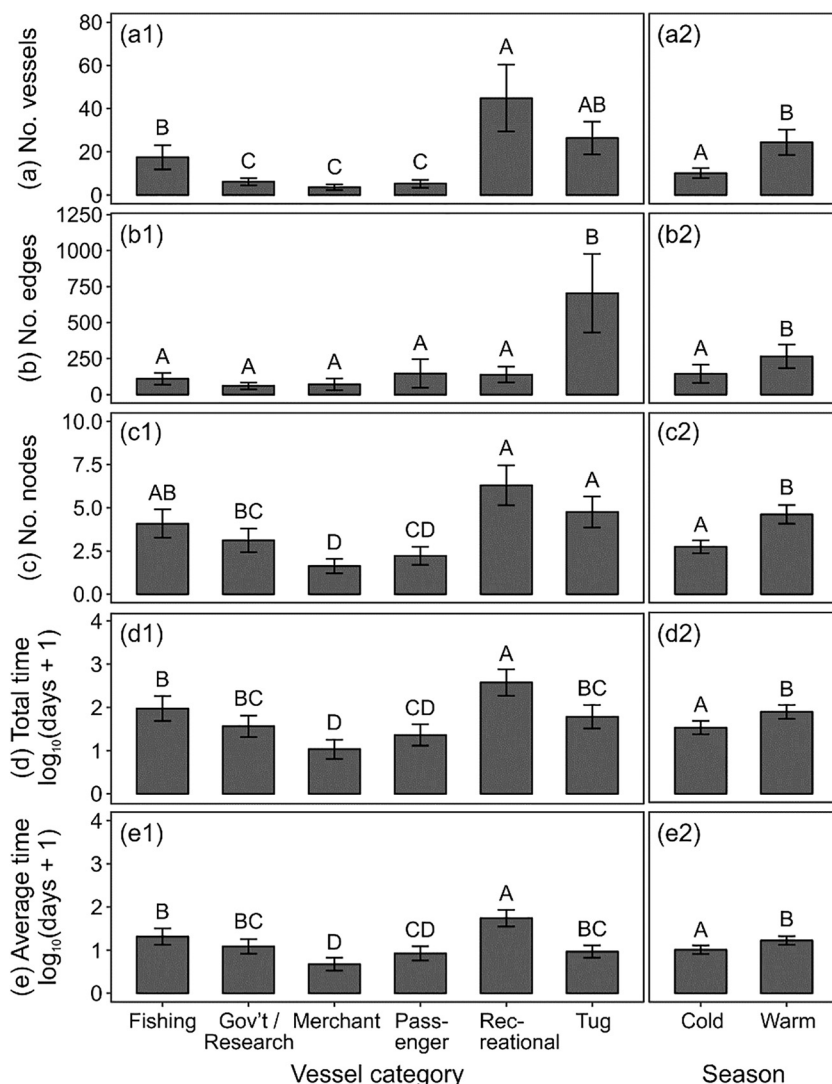 (a) No. vessels
80
60
40
20
0
(a1)
B
C
C
C
A
AB
(a2)
A
B
(b) No. edges
1250
1000
750
500
250
0
(b1)
A
A
A
A
A
B
(b2)
A
B
(c) No. nodes
10.0
7.5
5.0
2.5
0.0
(c1)
AB
BC
D
CD
A
A
(c2)
A
B
(d) Total time
log₁₀(days + 1)
4
3
2
1
0
(d1)
B
BC
D
CD
A
BC
(d2)
A
B
(e) Average time
log₁₀(days + 1)
4
3
2
1
0
(e1)
B
BC
D
CD
A
BC
(e2)
A
B
Fishing
Gov't /
Research
Merchant
Pass-
enger
Rec-
reational
Tug
Cold
Warm
Vessel category
Season